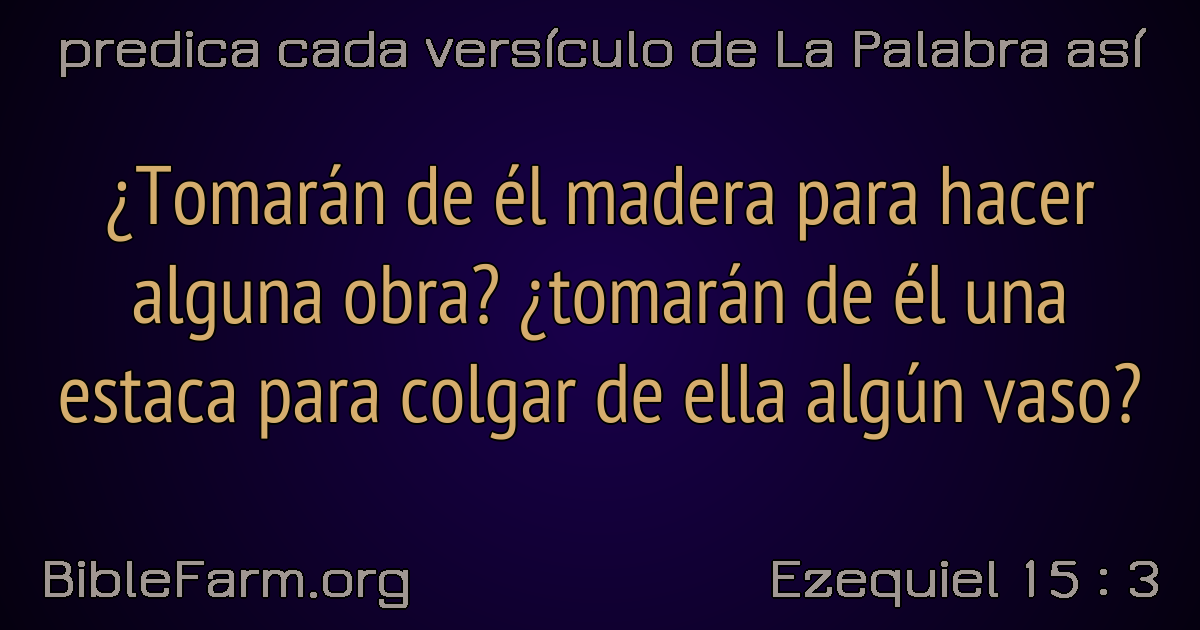 predica cada versículo de La Palabra así
¿Tomarán de él madera para hacer
alguna obra? ¿tomarán de él una
estaca para colgar de ella algún vaso?
BibleFarm.org
Ezequiel 15 : 3